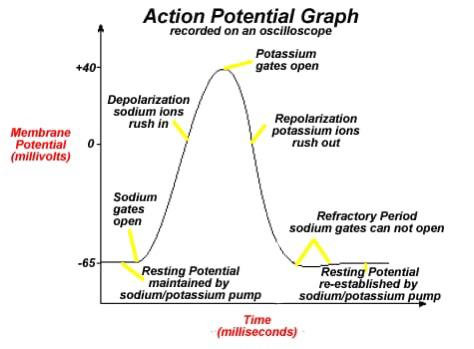 Action Potential Graph
recorded on an oscilloscope
Potassium
gates open
+40
Depolarization
sodium ions
rush in
Repolarization
potassium ions
rush out
Membrane
Potential
(millivolts)
0
Sodium
gates
open
Refractory Period
sodium gates can not open
-65
Resting Potential
maintained by
sodium/potassium pump
Resting Potential
re-established by
sodium/potassium pump
Time
(milliseconds)